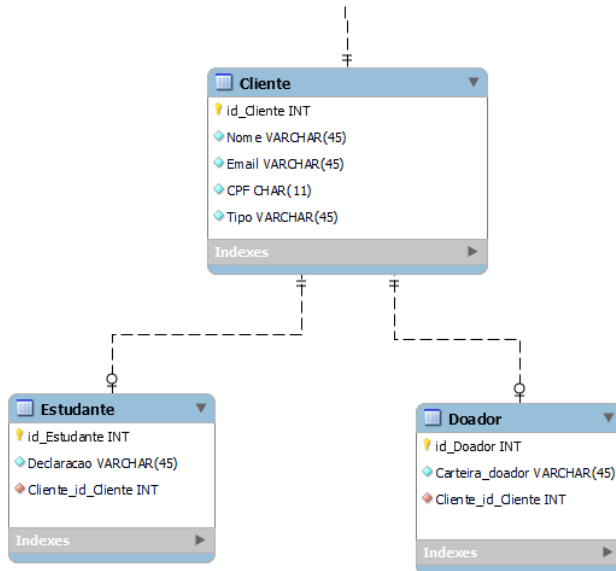 Cliente
id_Cliente INT
Nome VARCHAR(45)
Email VARCHAR(45)
CPF CHAR(11)
Tipo VARCHAR(45)
Indexes
Estudante
id_Estudante INT
Declaracao VARCHAR(45)
Cliente_id_Cliente INT
Indexes
Doador
id_Doador INT
Carteira_doador VARCHAR(45)
Cliente_id_Cliente INT
Indexes